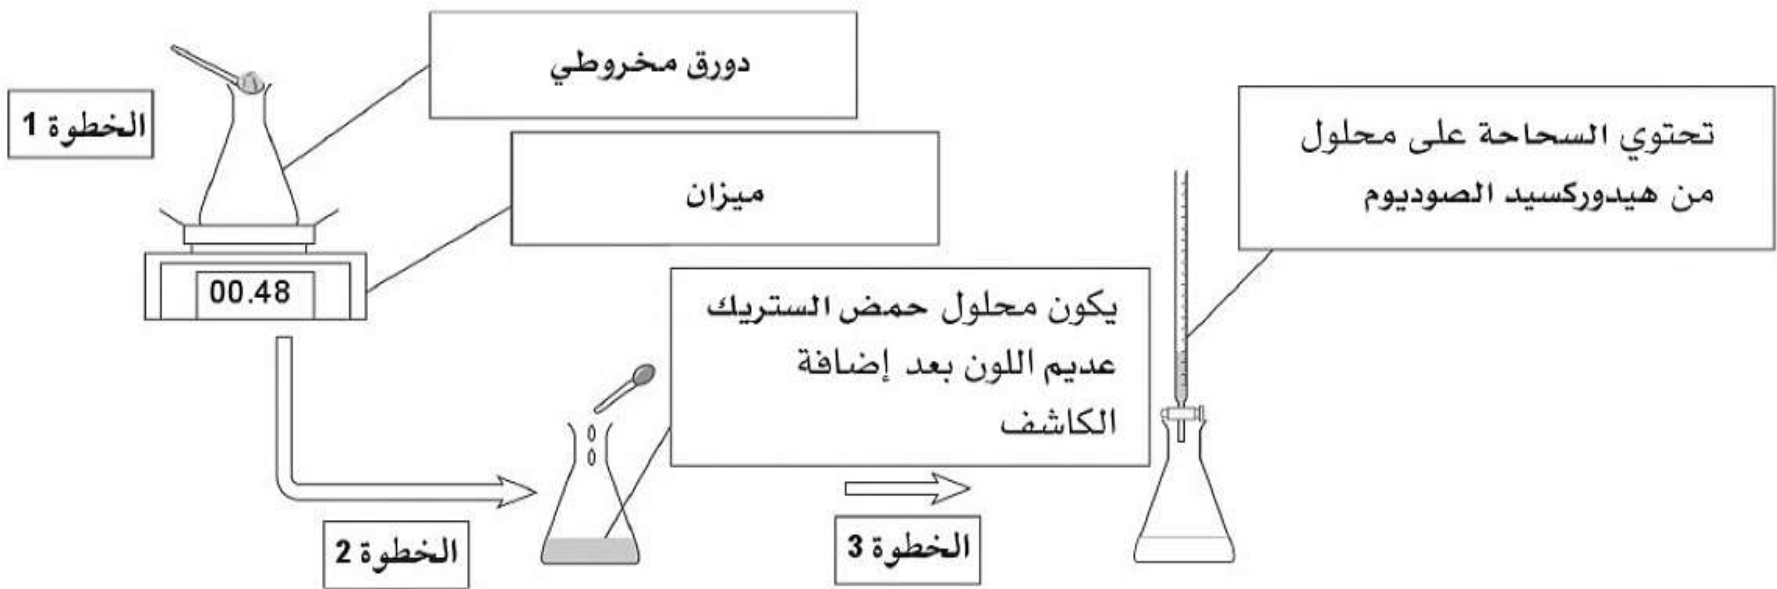 دورق مخروطي
الخطوة 1
ميزان
00.48
تحتوي السحاحة على محلول
من هيدوركسيد الصوديوم
يكون محلول حمض الستريك
عديم اللون بعد إضافة
الكاشف
الخطوة 2
الخطوة 3